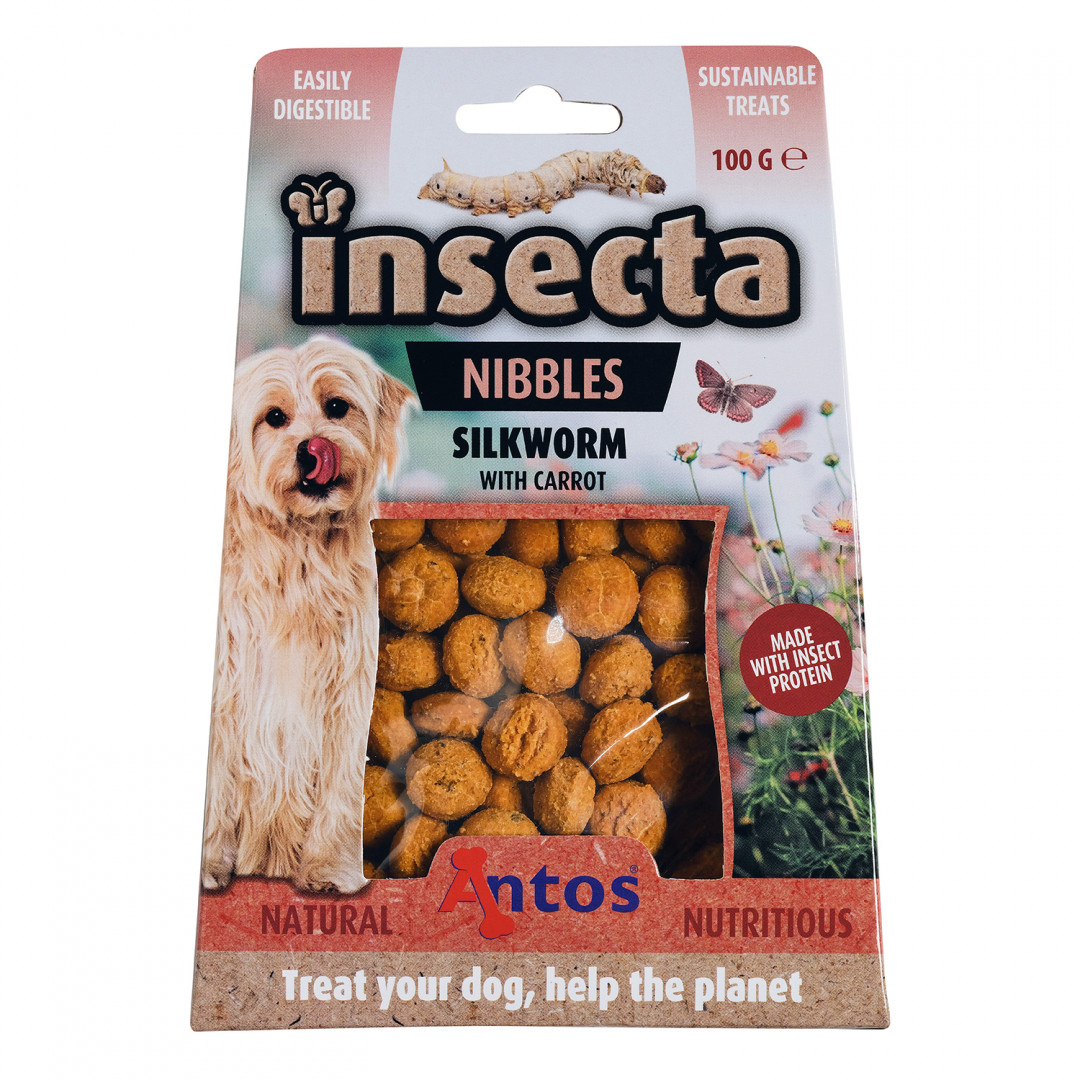 EASILY
DIGESTIBLE
SUSTAINABLE
TREATS
100 G ℮
insecta
NIBBLES
SILKWORM
WITH CARROT
MADE
WITH INSECT
PROTEIN
Antos®
NATURAL
NUTRITIOUS
Treat your dog, help the planet